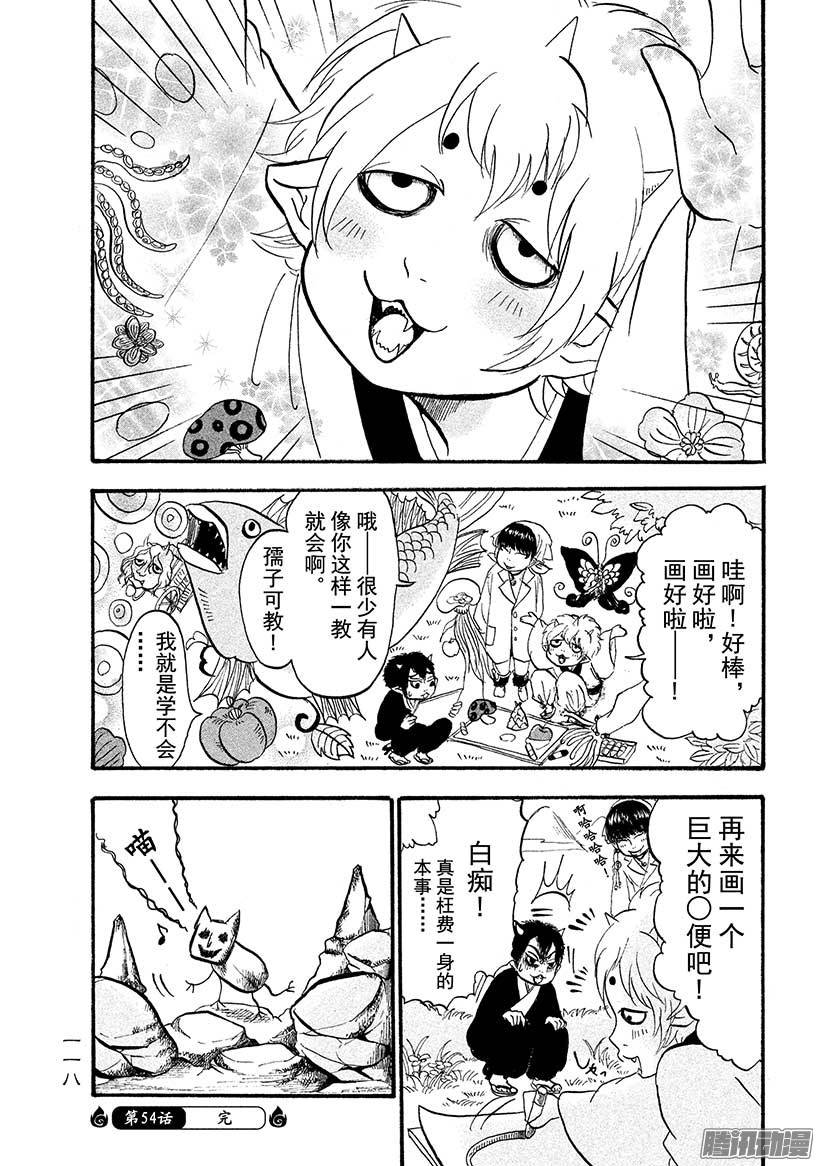 哇啊！好棒，
画好啦，
画好啦——！
哦——很少有人
像你这样一教
就会啊。
孺子可教！
我就是学不会
……
再来画一个
巨大的〇便吧！
啊哈哈哈哈！
白痴！
真是枉费一身的
本事……
喵——
一一八
第54话
完
腾讯动漫